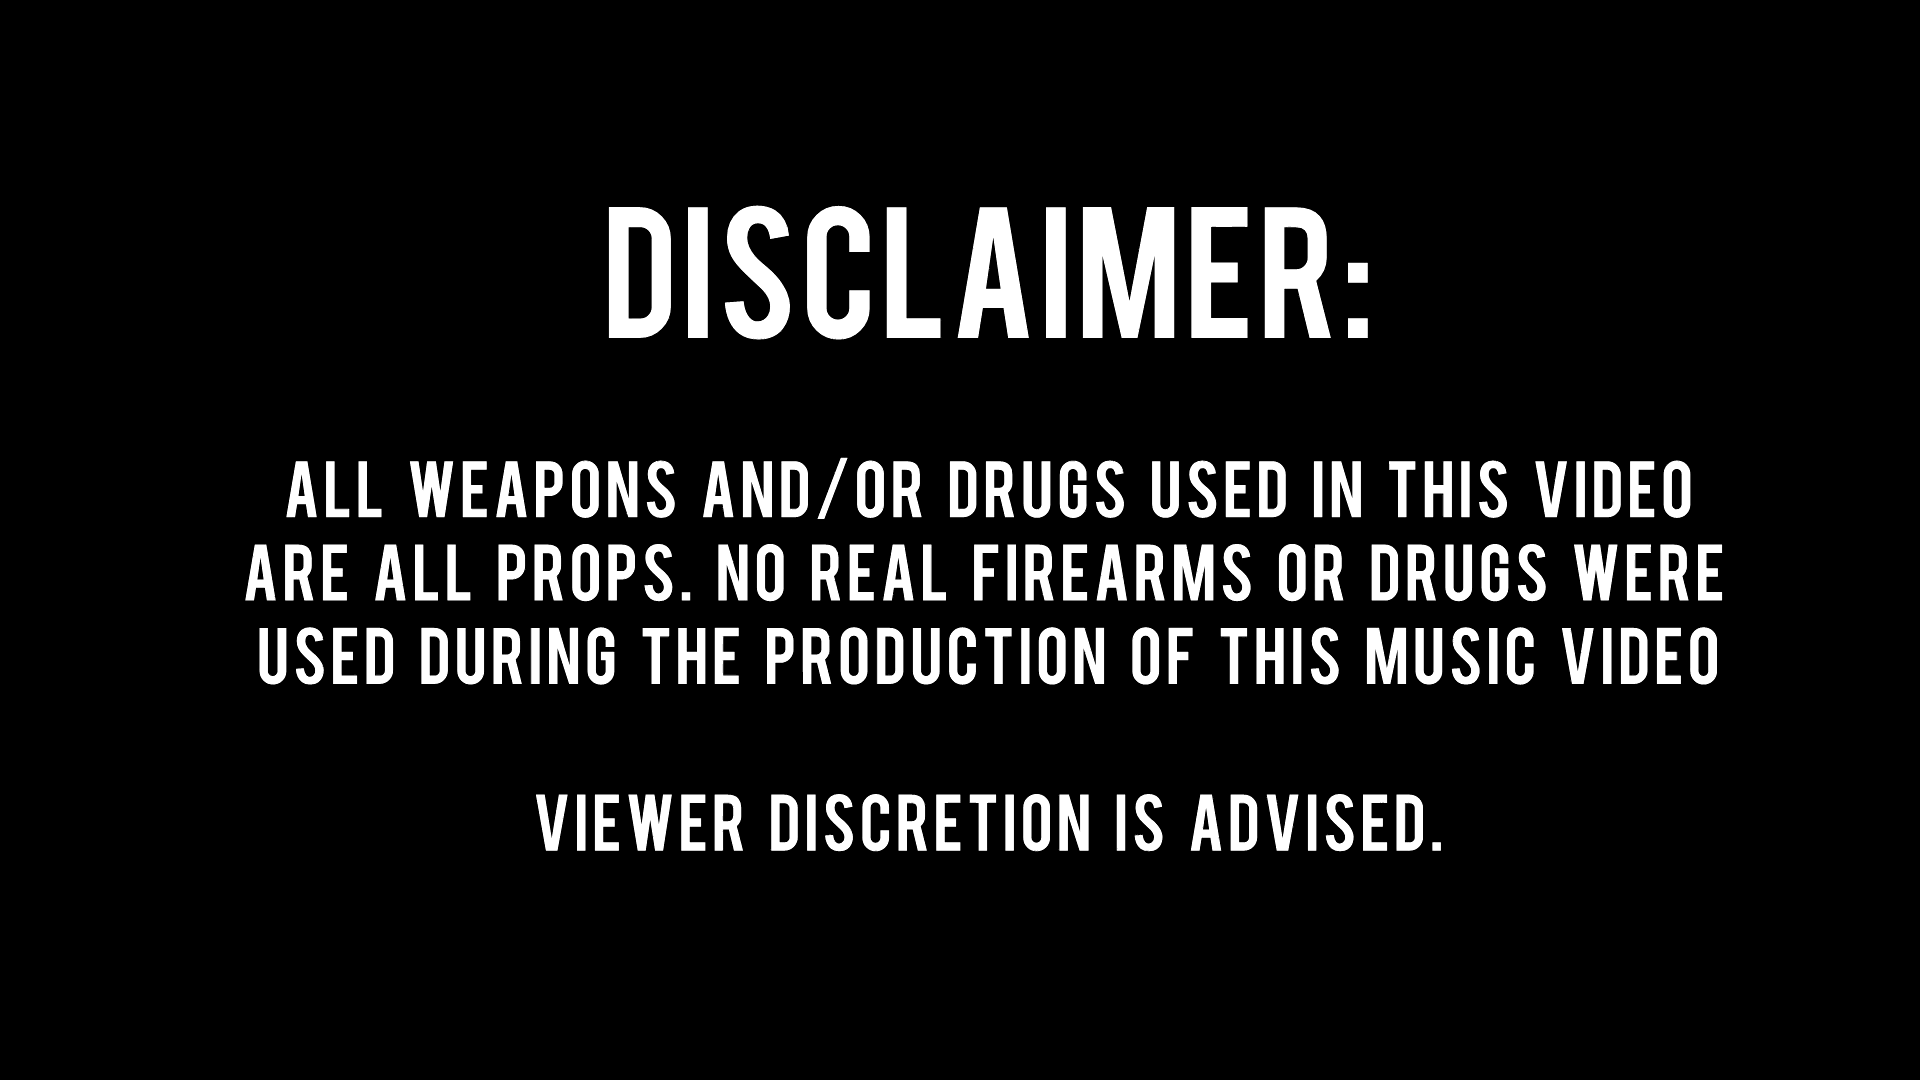 DISCLAIMER:
ALL WEAPONS AND/OR DRUGS USED IN THIS VIDEO
ARE ALL PROPS. NO REAL FIREARMS OR DRUGS WERE
USED DURING THE PRODUCTION OF THIS MUSIC VIDEO
VIEWER DISCRETION IS ADVISED.